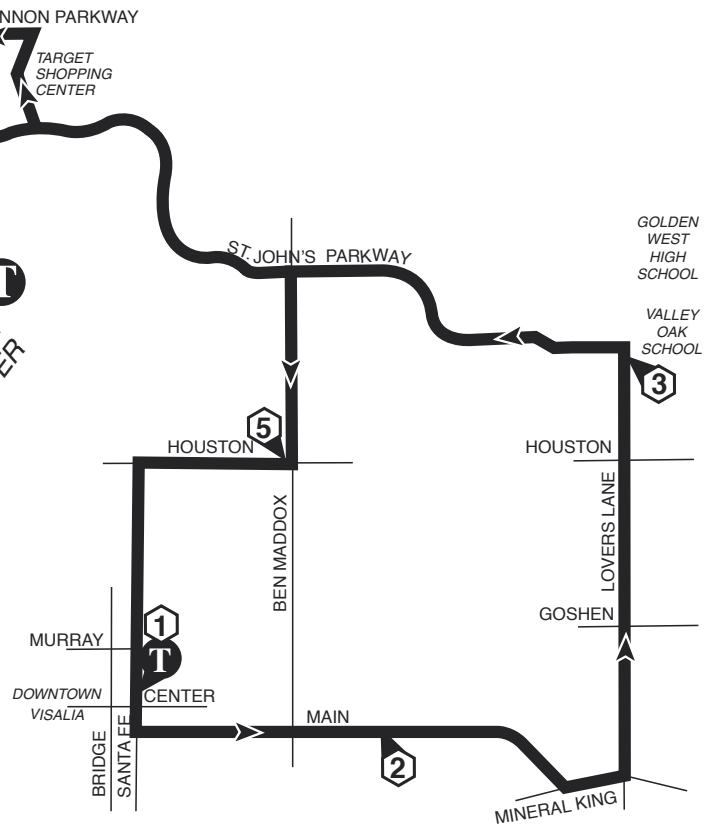 NNON PARKWAY
TARGET
SHOPPING
CENTER
GOLDEN
WEST
HIGH
SCHOOL
ST. JOHN'S PARKWAY
T
ER
VALLEY
OAK
SCHOOL
3
5
HOUSTON
HOUSTON
LOVERS LANE
BEN MADDOX
GOSHEN
1
MURRAY
T
DOWNTOWN
VISALIA
CENTER
MAIN
BRIDGE
SANTA FE
2
MINERAL KING